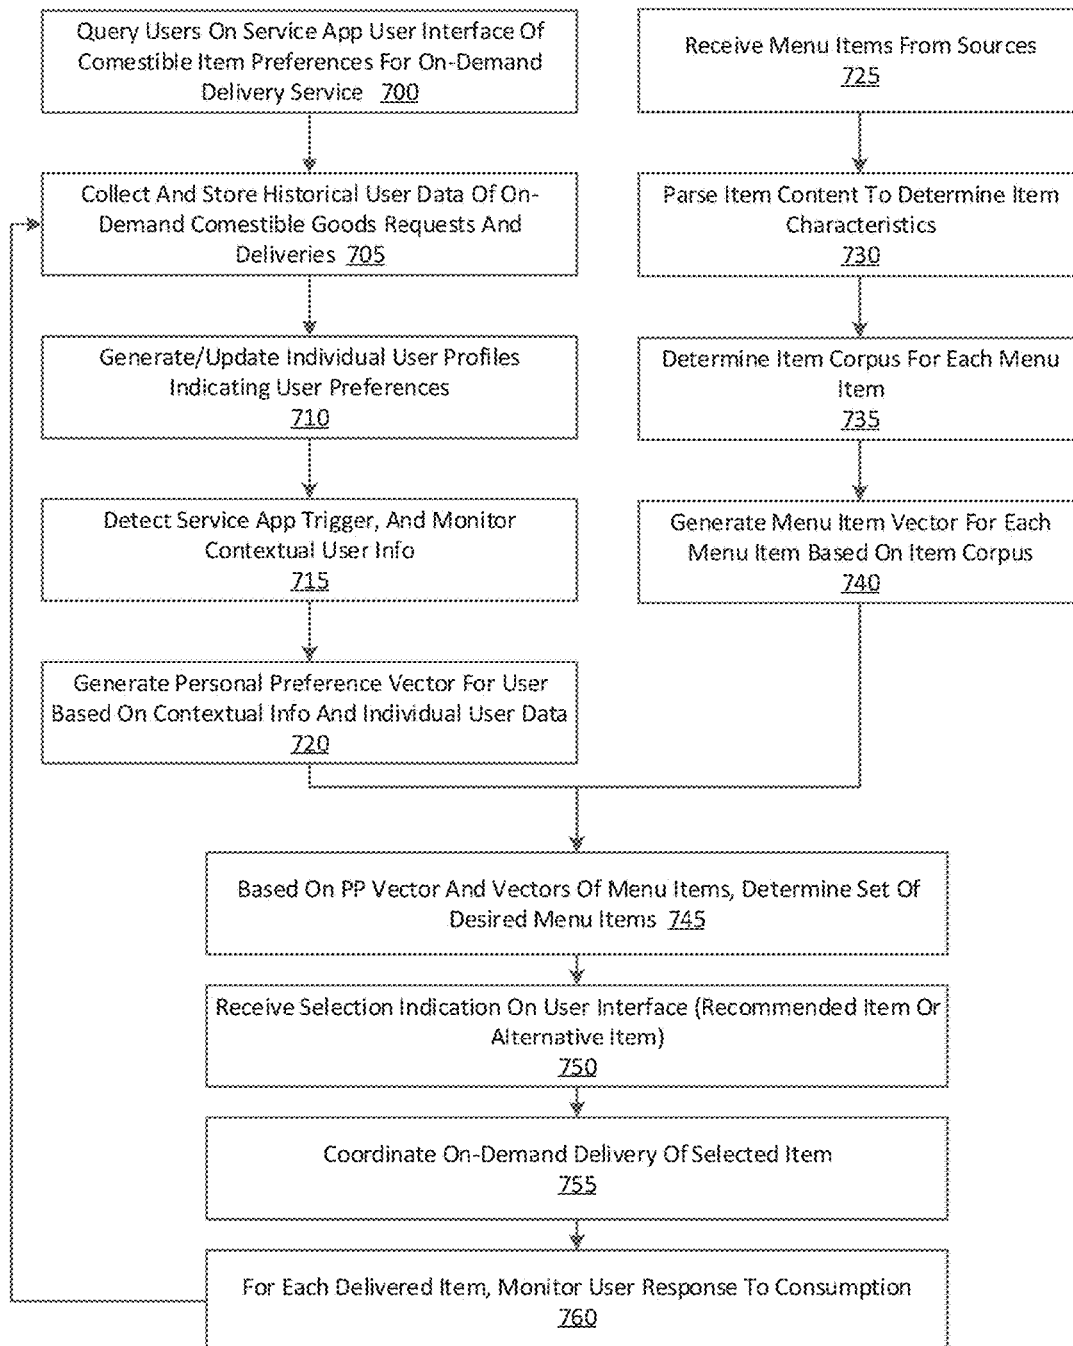 Query Users On Service App User Interface Of
Comestible Item Preferences For On-Demand
Delivery Service 700
Collect And Store Historical User Data Of On-
Demand Comestible Goods Requests And
Deliveries 705
Generate/Update Individual User Profiles
Indicating User Preferences
710
Detect Service App Trigger, And Monitor
Contextual User Info
715
Generate Personal Preference Vector For User
Based On Contextual Info And Individual User Data
720
Receive Menu Items From Sources
725
Parse Item Content To Determine Item
Characteristics
730
Determine Item Corpus For Each Menu
Item
735
Generate Menu Item Vector For Each
Menu Item Based On Item Corpus
740
Based On PP Vector And Vectors Of Menu Items, Determine Set Of
Desired Menu Items 745
Receive Selection Indication On User Interface (Recommended Item Or
Alternative Item)
750
Coordinate On-Demand Delivery Of Selected Item
755
For Each Delivered Item, Monitor User Response To Consumption
760